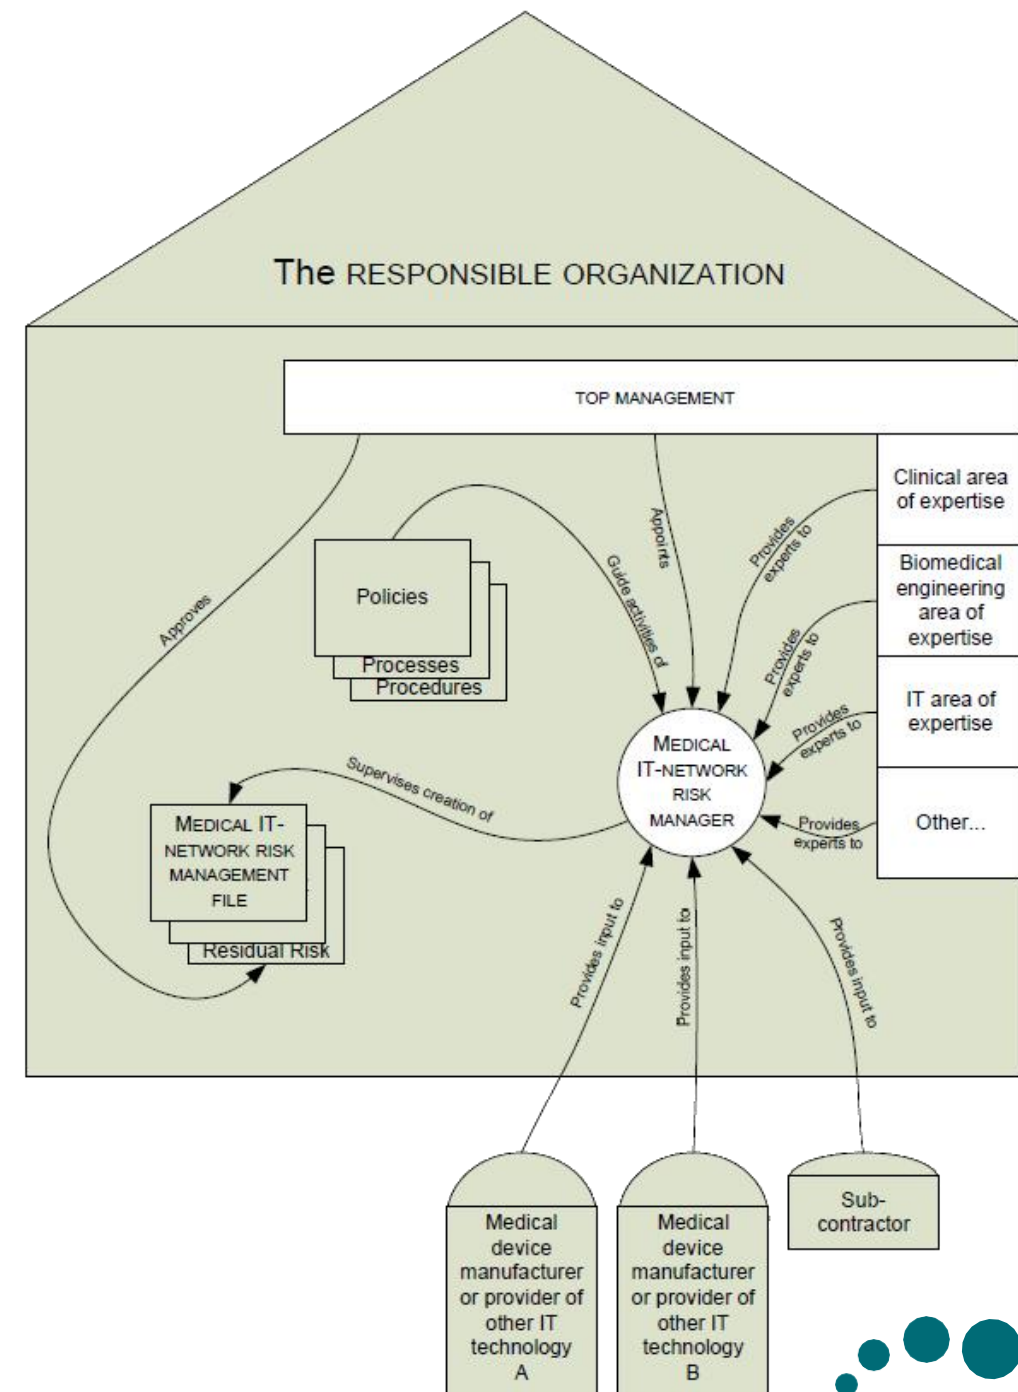 The RESPONSIBLE ORGANIZATION
TOP MANAGEMENT
Clinical area
of expertise
Biomedical
engineering
area of
expertise
IT area of
expertise
Other...
Approves
Guide activities of
Appoints
Provides
experts to
Provides
experts to
Provides
experts to
Provides
experts to
Policies
Processes
Procedures
MEDICAL
IT-NETWORK
RISK
MANAGER
Supervises creation of
MEDICAL IT-
NETWORK RISK
MANAGEMENT
FILE
Residual Risk
Provides input to
Provides input to
Provides input to
Medical
device
manufacturer
or provider of
other IT
technology
A
Medical
device
manufacturer
or provider of
other IT
technology
B
Sub-
contractor